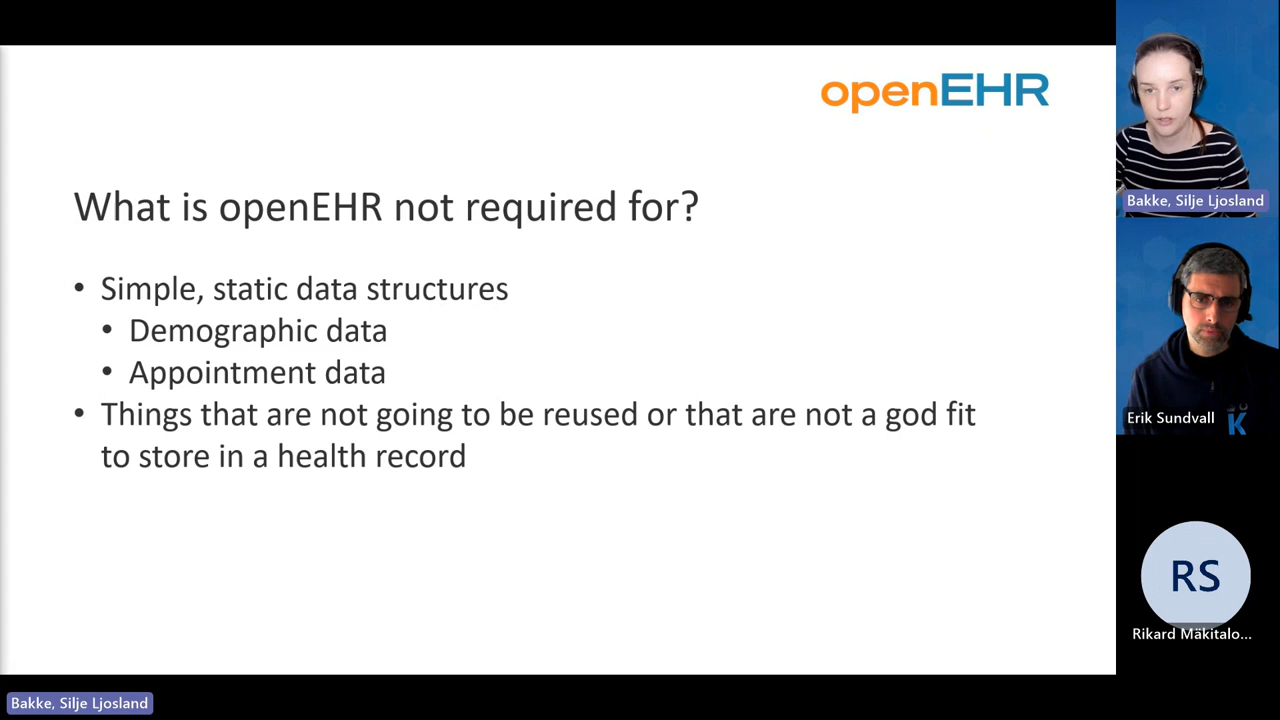 openEHR
What is openEHR not required for?
• Simple, static data structures
• Demographic data
• Appointment data
• Things that are not going to be reused or that are not a god fit
to store in a health record
Bakke, Silje Ljosland
Erik Sundvall
K
RS
Rikard Mäkitalo...
Bakke, Silje Ljosland